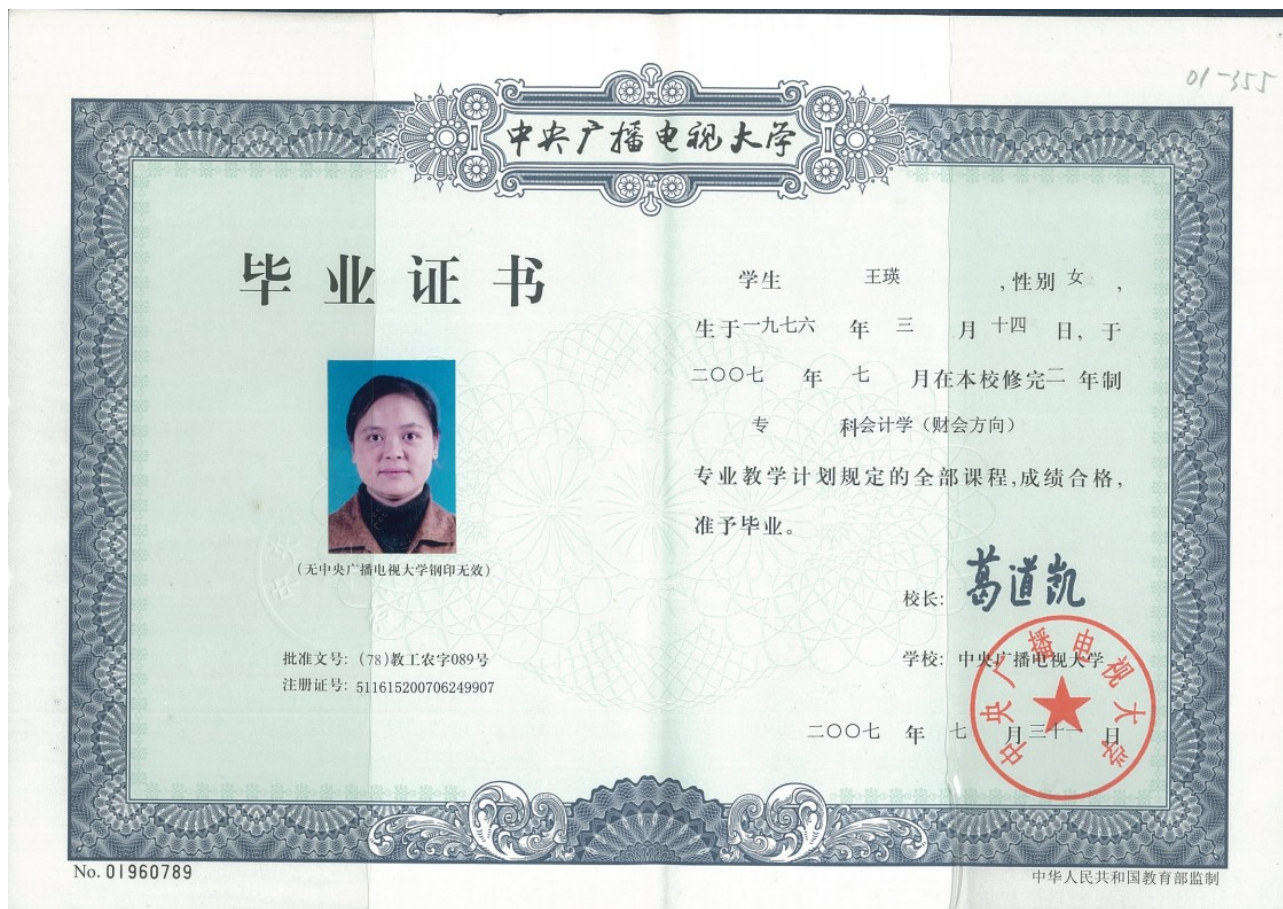 01-355
中央广播电视大学
毕业证书
(无中央广播电视大学钢印无效)
批准文号: (78)教工农字089号
注册证号: 511615200706249907
学生 王瑛 ,性别 女 ,
生于一九七六 年 三 月 十四 日, 于
二〇〇七 年 七 月在本校修完二 年制
专 科会计学（财会方向）
专业教学计划规定的全部课程,成绩合格,
准予毕业。
校长: 葛道凯
学校: 中央广播电视大学
二〇〇七 年 七 月三十一 日
中央广播电视大学
No. 01960789
中华人民共和国教育部监制